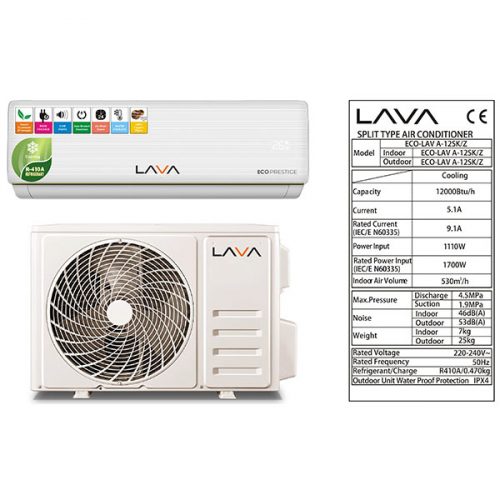 LAVA
ECO PRESTIGE
R-410A
LAVA
LAVA CE
SPLIT TYPE AIR CONDITIONER
Model ECO-LAV A-12SK/Z
Indoor ECO-LAV A-12SK/Z
Outdoor ECO-LAV A-12SK/Z
Cooling
Capacity 12000Btu/h
Current 5.1A
Rated Current (IEC/E N60335) 9.1A
Power Input 1110W
Rated Power Input (IEC/E N60335) 1700W
Indoor Air Volume 530m³/h
Max.Pressure Discharge 4.5MPa
Suction 1.9MPa
Noise Indoor 46dB(A)
Outdoor 53dB(A)
Weight Indoor 7kg
Outdoor 25kg
Rated Voltage 220-240V~
Rated Frequency 50Hz
Refrigerant/Charge R410A/0.470kg
Outdoor Unit Water Proof Protection IPX4